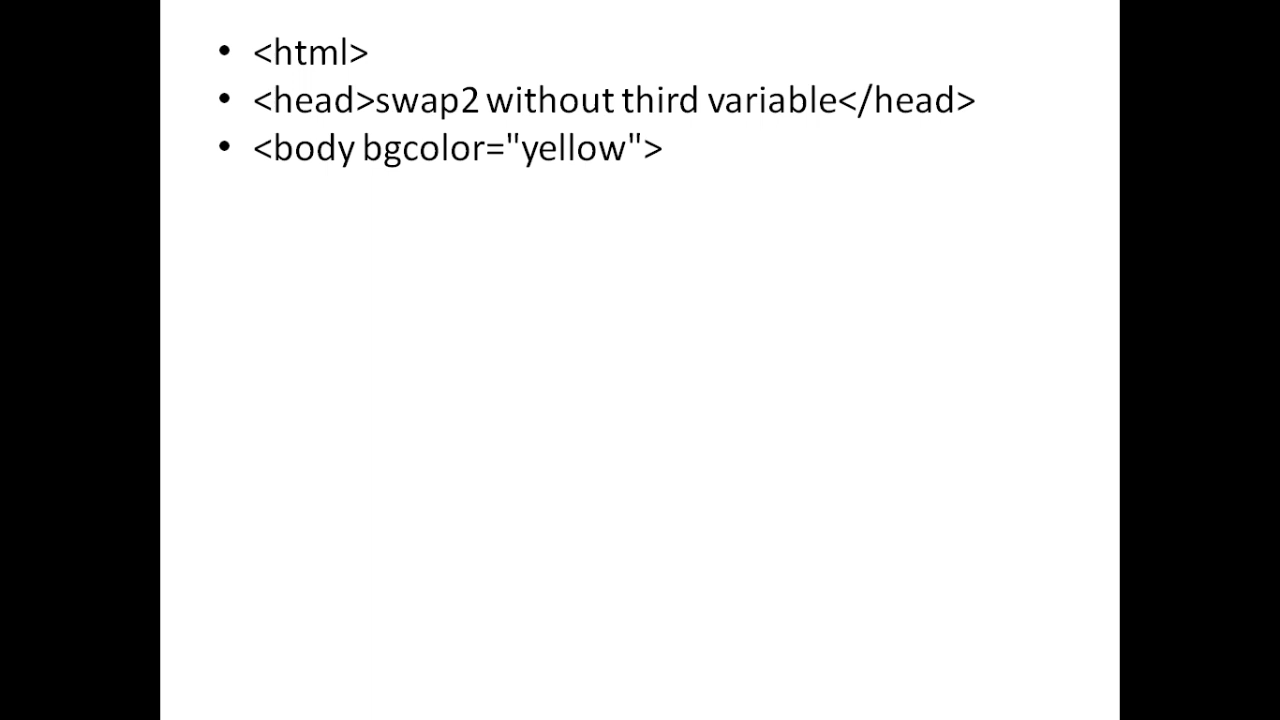 • <html>
• <head>swap2 without third variable</head>
• <body bgcolor="yellow">